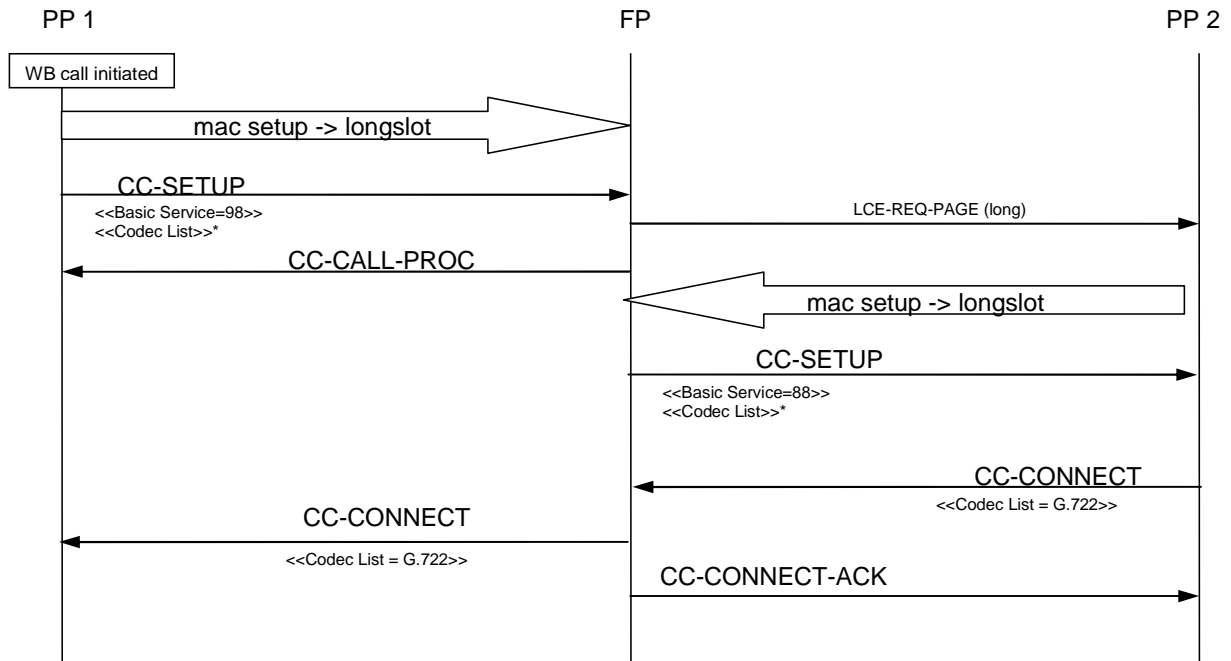 PP 1
FP
PP 2
WB call initiated
mac setup -> longslot
CC-SETUP
<<Basic Service=98>>
<<Codec List>>*
LCE-REQ-PAGE (long)
CC-CALL-PROC
mac setup -> longslot
CC-SETUP
<<Basic Service=88>>
<<Codec List>>*
CC-CONNECT
<<Codec List = G.722>>
CC-CONNECT
<<Codec List = G.722>>
CC-CONNECT-ACK